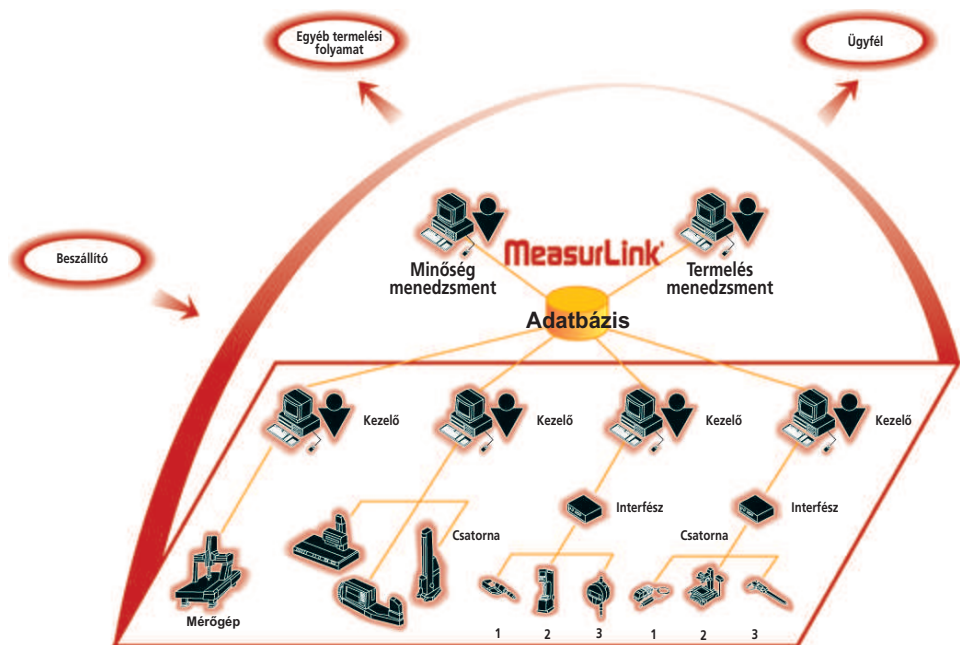 Egyéb termelési
folyamat
Ügyfél
Beszállító
MeasurLink
Minőség
menedzsment
Termelés
menedzsment
Adatbázis
Kezelő
Kezelő
Kezelő
Kezelő
Interfész
Interfész
Csatorna
Csatorna
Mérőgép
1 2 3 1 2 3